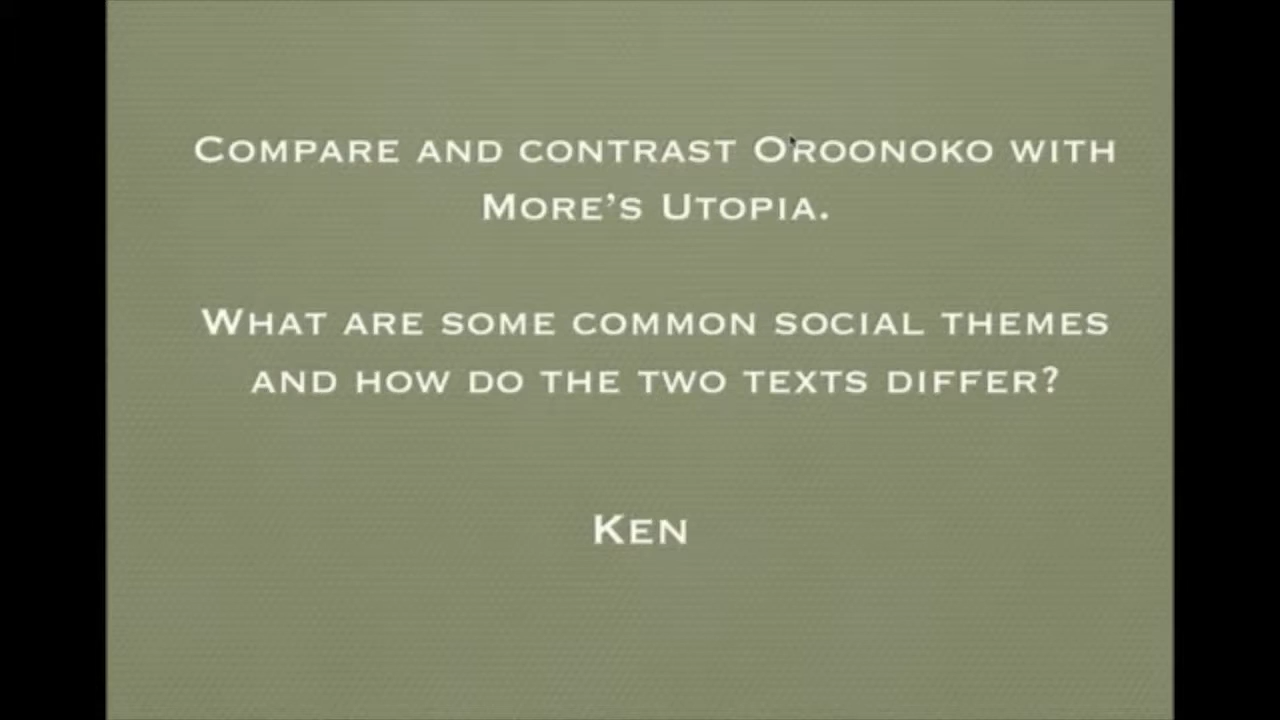 Compare and contrast Oroonoko with
More's Utopia.
What are some common social themes
and how do the two texts differ?
Ken